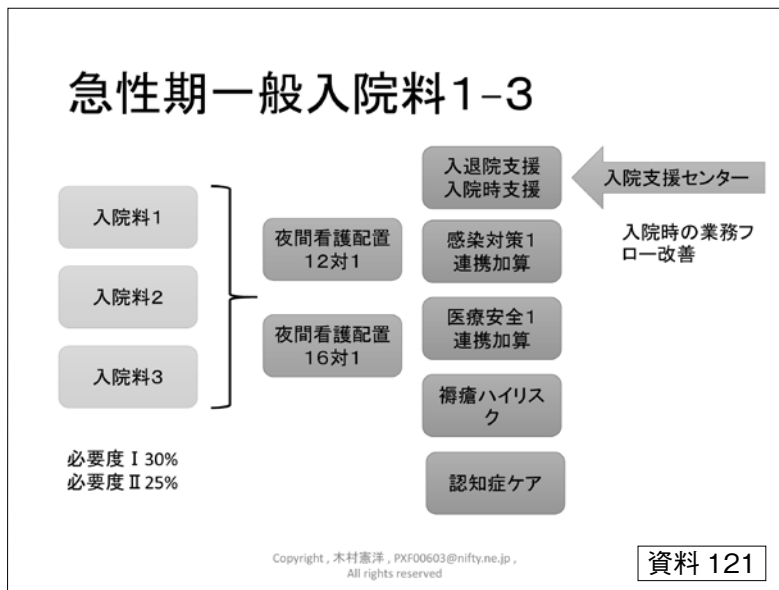 急性期一般入院料1-3
入院料1
入院料2
入院料3
必要度Ⅰ30%
必要度Ⅱ25%
夜間看護配置
12対1
夜間看護配置
16対1
入退院支援
入院時支援
感染対策1
連携加算
医療安全1
連携加算
褥瘡ハイリス
ク
認知症ケア
入院支援センター
入院時の業務フ
ロー改善
Copyright , 木村憲洋 , PXF00603@nifty.ne.jp ,
All rights reserved
資料 121